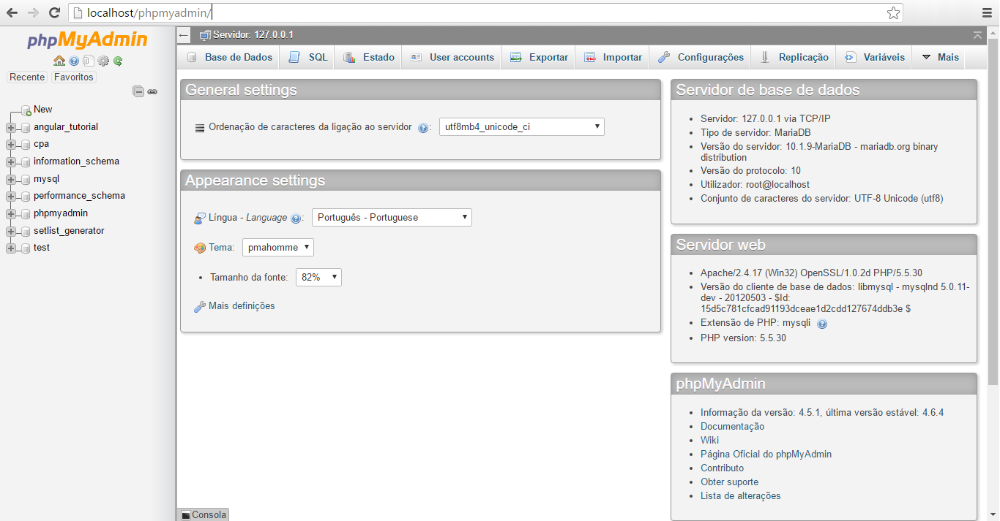 localhost/phpmyadmin/
phpMyAdmin
Recente Favoritos
New
angular_tutorial
cpa
information_schema
mysql
performance_schema
phpmyadmin
setlist_generator
test
Servidor: 127.0.0.1
Base de Dados SQL Estado User accounts Exportar Importar Configurações Replicação Variáveis Mais
General settings
Ordenação de caracteres da ligação ao servidor : utf8mb4_unicode_ci
Appearance settings
Língua - Language : Português - Portuguese
Tema: pmahomme
Tamanho da fonte: 82%
Mais definições
Servidor de base de dados
Servidor: 127.0.0.1 via TCP/IP
Tipo de servidor: MariaDB
Versão do servidor: 10.1.9-MariaDB - mariadb.org binary
distribution
Versão do protocolo: 10
Utilizador: root@localhost
Conjunto de caracteres do servidor: UTF-8 Unicode (utf8)
Servidor web
Apache/2.4.17 (Win32) OpenSSL/1.0.2d PHP/5.5.30
Versão do cliente de base de dados: libmysql - mysqlnd 5.0.11-
dev - 20120503 - $Id:
15d5c781cfcad91193dceae1d2cdd127674ddb3e $
Extensão de PHP: mysqli
PHP version: 5.5.30
phpMyAdmin
Informação da versão: 4.5.1, última versão estável: 4.6.4
Documentação
Wiki
Página Oficial do phpMyAdmin
Contributo
Obter suporte
Lista de alterações
Consola